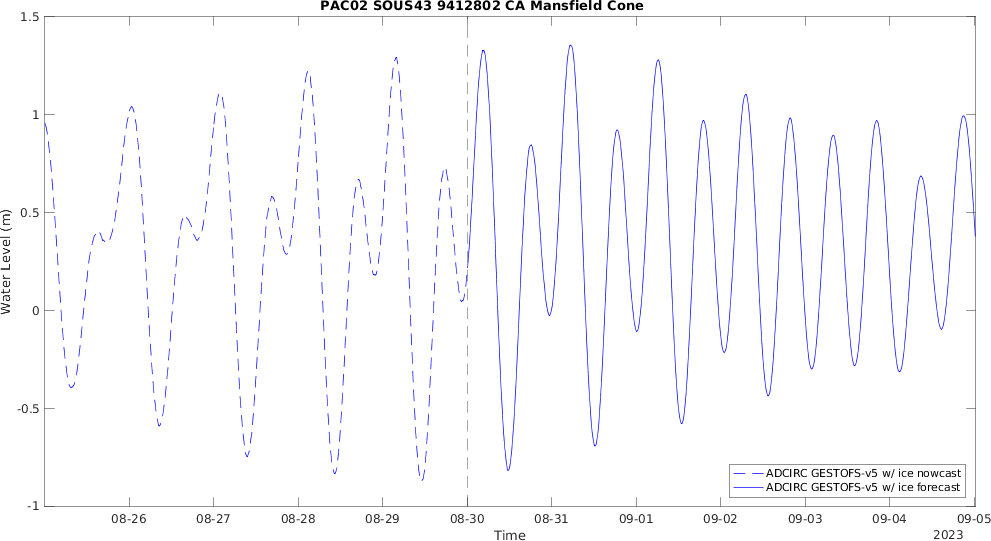 PAC02 SOUS43 9412802 CA Mansfield Cone
1.5
1
0.5
0
-0.5
-1
Water Level (m)
08-26 08-27 08-28 08-29 08-30 08-31 09-01 09-02 09-03 09-04 09-05
Time
2023
ADCIRC GESTOFS-v5 w/ ice nowcast
ADCIRC GESTOFS-v5 w/ ice forecast